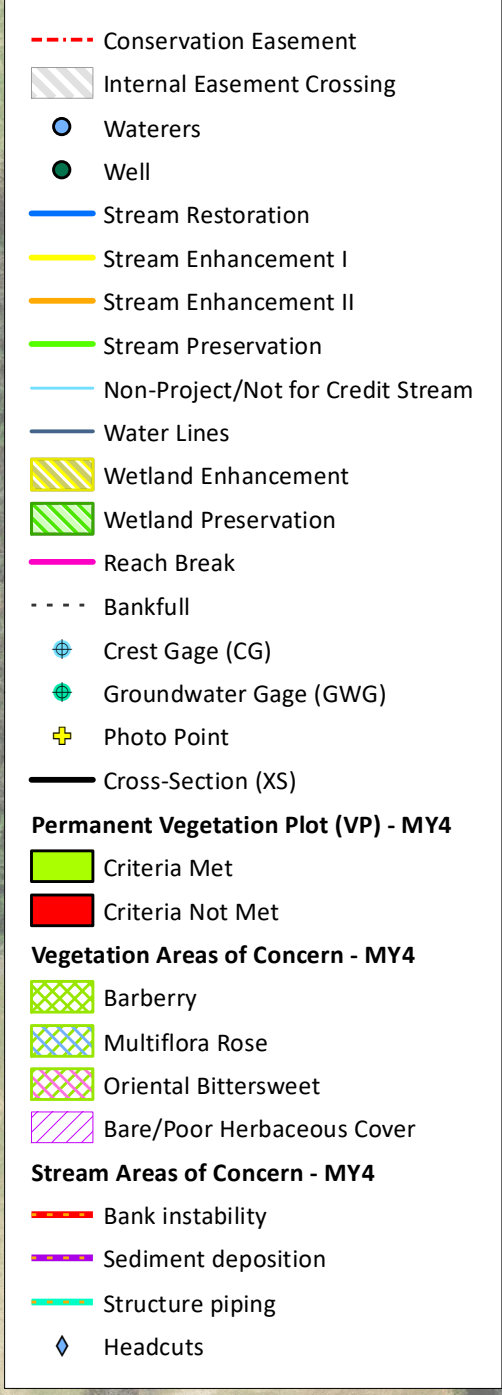 Conservation Easement
Internal Easement Crossing
Waterers
Well
Stream Restoration
Stream Enhancement I
Stream Enhancement II
Stream Preservation
Non-Project/Not for Credit Stream
Water Lines
Wetland Enhancement
Wetland Preservation
Reach Break
Bankfull
Crest Gage (CG)
Groundwater Gage (GWG)
Photo Point
Cross-Section (XS)
Permanent Vegetation Plot (VP) - MY4
Criteria Met
Criteria Not Met
Vegetation Areas of Concern - MY4
Barberry
Multiflora Rose
Oriental Bittersweet
Bare/Poor Herbaceous Cover
Stream Areas of Concern - MY4
Bank instability
Sediment deposition
Structure piping
Headcuts